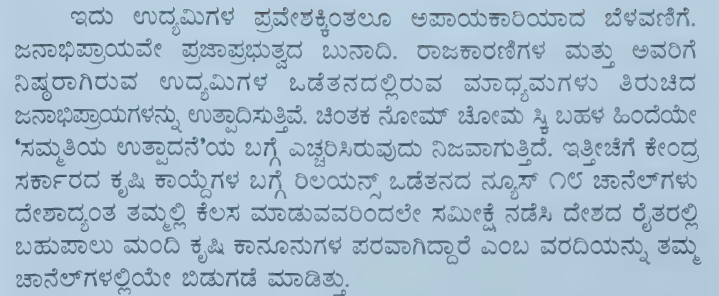 ಇದು ಉದ್ಯಮಿಗಳ ಪ್ರವೇಶಕ್ಕಿಂತಲೂ ಅಪಾಯಕಾರಿಯಾದ ಬೆಳವಣಿಗೆ.
ಜನಾಭಿಪ್ರಾಯವೇ ಪ್ರಜಾಪ್ರಭುತ್ವದ ಬುನಾದಿ. ರಾಜಕಾರಣಿಗಳ ಮತ್ತು ಅವರಿಗೆ
ನಿಷ್ಠರಾಗಿರುವ ಉದ್ಯಮಿಗಳ ಒಡೆತನದಲ್ಲಿರುವ ಮಾಧ್ಯಮಗಳು ತಿರುಚಿದ
ಜನಾಭಿಪ್ರಾಯಗಳನ್ನು ಉತ್ಪಾದಿಸುತ್ತಿವೆ. ಚಿಂತಕ ನೋಮ್ ಚೋಮ ಸ್ಕಿ ಬಹಳ ಹಿಂದೆಯೇ
‘ಸಮ್ಮತಿಯ ಉತ್ಪಾದನೆ’ಯ ಬಗ್ಗೆ ಎಚ್ಚರಿಸಿರುವುದು ನಿಜವಾಗುತ್ತಿದೆ. ಇತ್ತೀಚೆಗೆ ಕೇಂದ್ರ
ಸರ್ಕಾರದ ಕೃಷಿ ಕಾಯ್ದೆಗಳ ಬಗ್ಗೆ ರಿಲಯನ್ಸ್ ಒಡೆತನದ ನ್ಯೂಸ್ ೧೮ ಚಾನೆಲ್‌ಗಳು
ದೇಶಾದ್ಯಂತ ತಮ್ಮಲ್ಲಿ ಕೆಲಸ ಮಾಡುವವರಿಂದಲೇ ಸಮೀಕ್ಷೆ ನಡೆಸಿ ದೇಶದ ರೈತರಲ್ಲಿ
ಬಹುಪಾಲು ಮಂದಿ ಕೃಷಿ ಕಾನೂನುಗಳ ಪರವಾಗಿದ್ದಾರೆ ಎಂಬ ವರದಿಯನ್ನು ತಮ್ಮ
ಚಾನೆಲ್‌ಗಳಲ್ಲಿಯೇ ಬಿಡುಗಡೆ ಮಾಡಿತ್ತು.